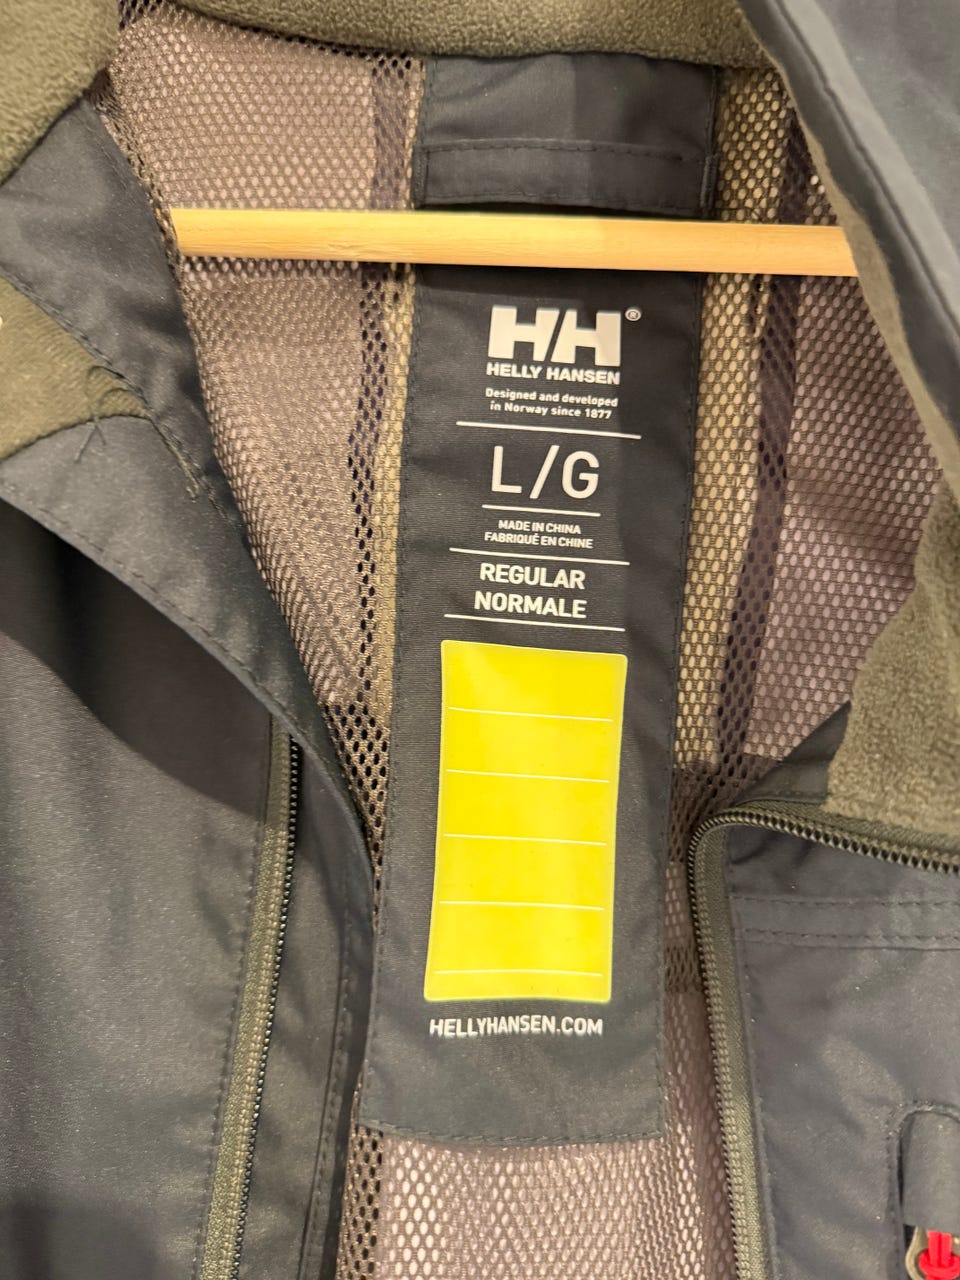 HH®
HELLY HANSEN
Designed and developed
in Norway since 1877
L/G
MADE IN CHINA
FABRIQUÉ EN CHINE
REGULAR
NORMALE
HELLYHANSEN.COM